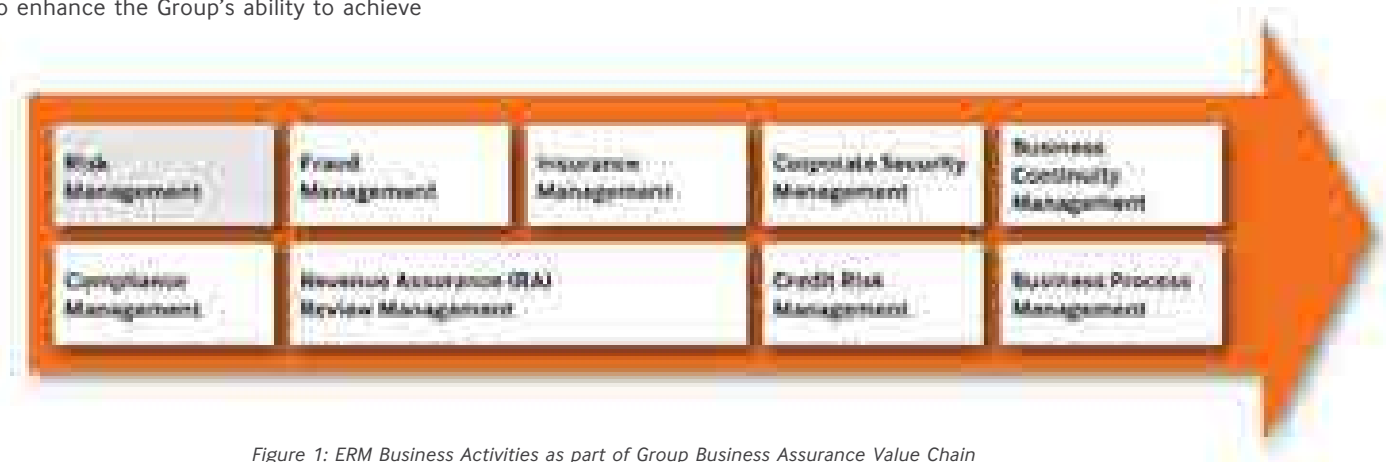 o enhance the Group's ability to achieve
Risk
Management
Fraud
Management
Insurance
Management
Corporate Security
Management
Business
Continuity
Management
Compliance
Management
Revenue Assurance (RA)
Review Management
Credit Risk
Management
Business Process
Management
Figure 1: ERM Business Activities as part of Group Business Assurance Value Chain